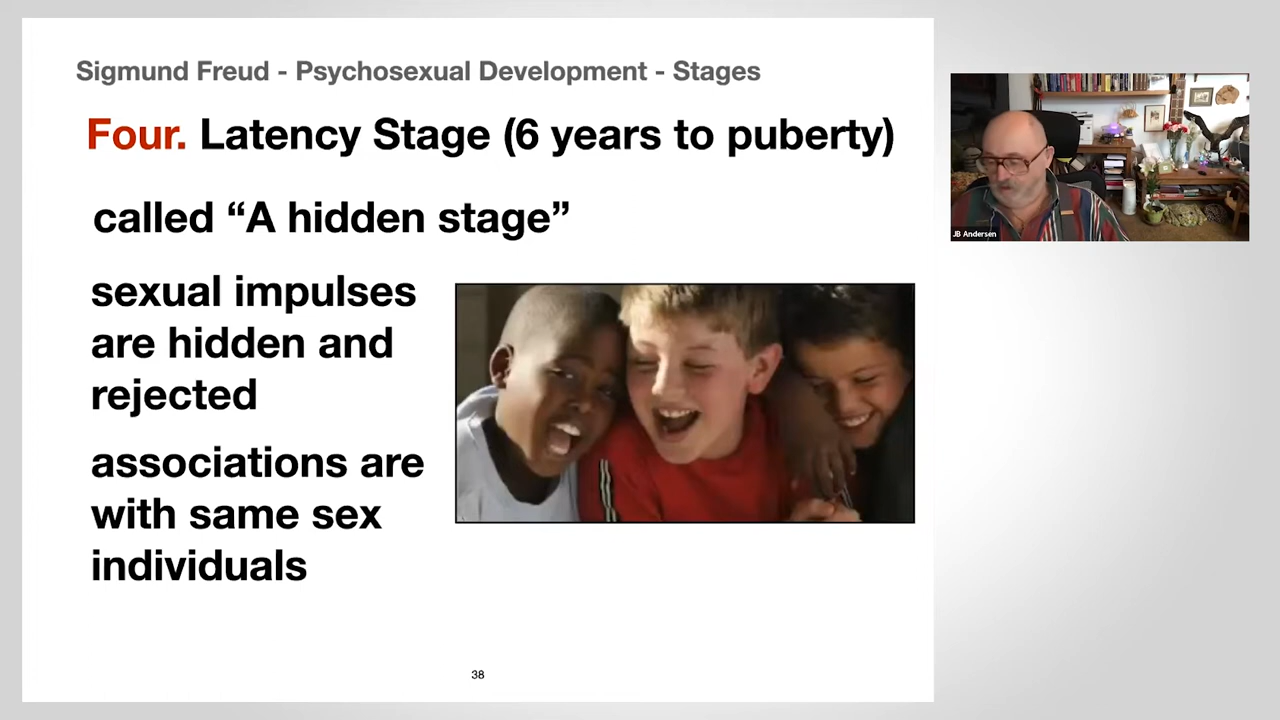 Sigmund Freud - Psychosexual Development - Stages
Four. Latency Stage (6 years to puberty)
called “A hidden stage”
sexual impulses
are hidden and
rejected
associations are
with same sex
individuals
38
JB Andersen